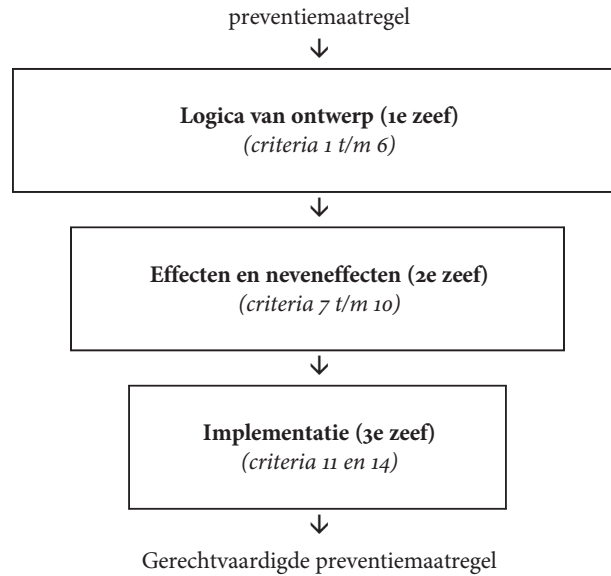 preventiemaatregel
Logica van ontwerp (1e zeef)
(criteria 1 t/m 6)
Effecten en neveneffecten (2e zeef)
(criteria 7 t/m 10)
Implementatie (3e zeef)
(criteria 11 en 14)
Gerechtvaardigde preventiemaatregel